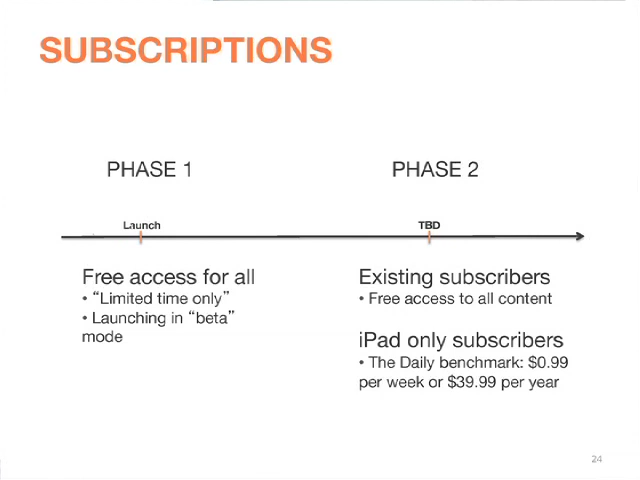 SUBSCRIPTIONS
PHASE 1
PHASE 2
Launch
TBD
Free access for all
• “Limited time only”
• Launching in “beta”
mode
Existing subscribers
• Free access to all content
iPad only subscribers
• The Daily benchmark: $0.99
per week or $39.99 per year
24